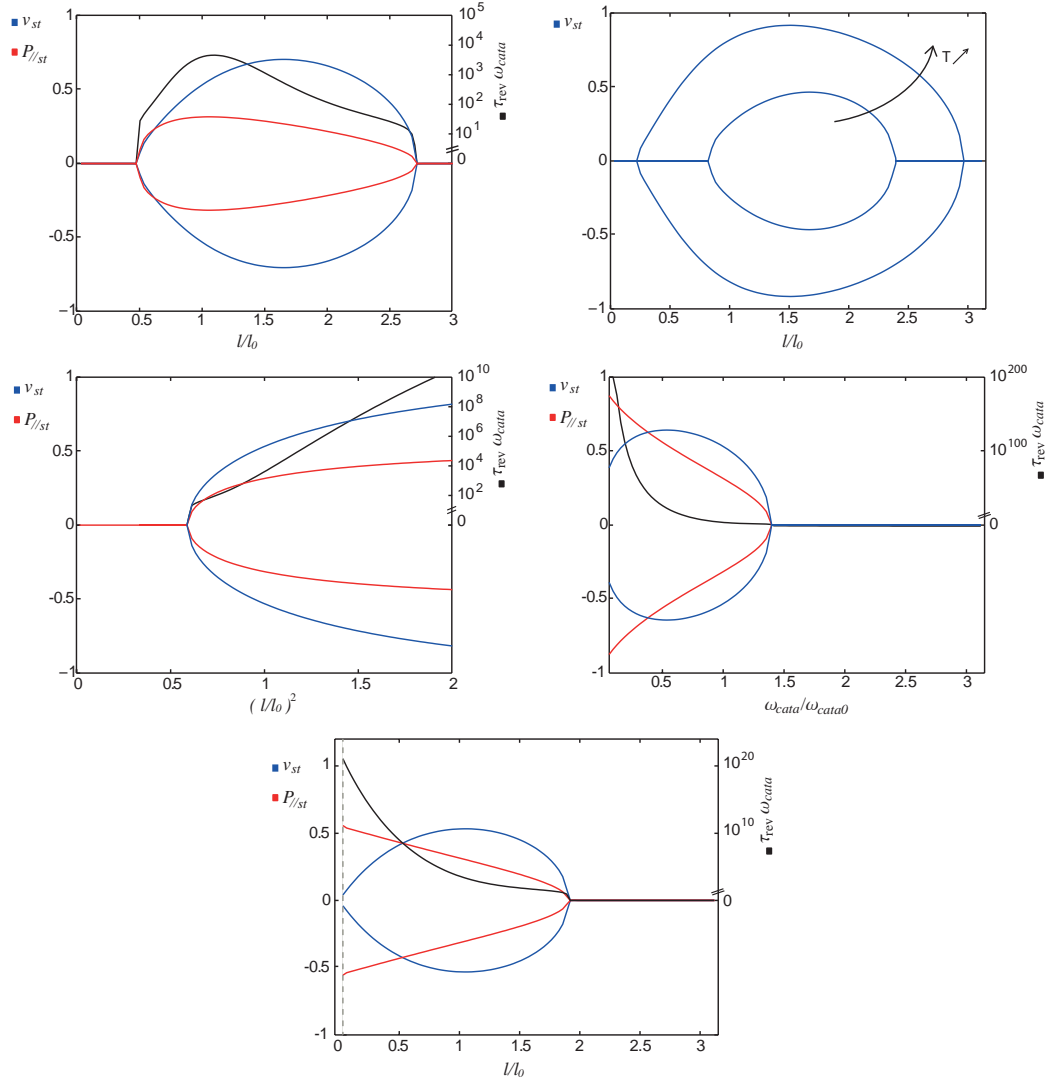 v_st
P_//st
1
0.5
0
-0.5
−1
0 0.5 1 1.5 2 2.5 3
l/l_0
10^5
10^4
10^3
10^2
10^1
0
τ_rev ω_cata
v_st
1
0.5
0
-0.5
−1
0 0.5 1 1.5 2 2.5 3
l/l_0
T
v_st
P_//st
1
0.5
0
-0.5
−1
0 0.5 1 1.5 2
(l/l_0)^2
10^10
10^8
10^6
10^4
10^2
0
τ_rev ω_cata
v_st
P_//st
1
0.5
0
-0.5
-1
0.5 1 1.5 2 2.5 3
ω_cata/ω_cata0
10^200
10^100
0
τ_rev ω_cata
v_st
P_//st
1
0.5
0
-0.5
-1
0 0.5 1 1.5 2 2.5 3
l/l_0
10^20
10^10
0
τ_rev ω_cata